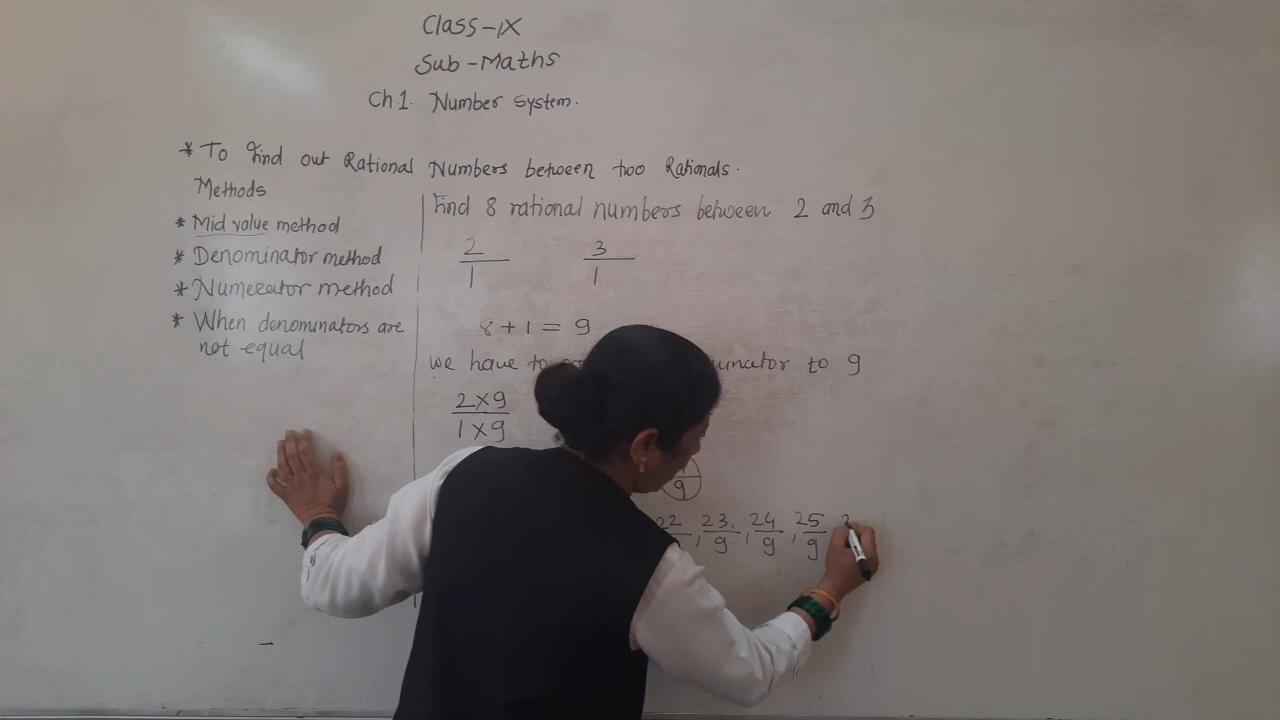 Class-IX
Sub-Maths
Ch.1. Number System.
* To find out Rational Numbers between two Rationals.
Methods
* Mid value method
* Denominator method
* Numerator method
* When denominators are
not equal
Find 8 rational numbers between 2 and 3
2/1 3/1
8+1=9
we have to 9
2×9/1×9
9
22, 23/9, 24/9, 25/9